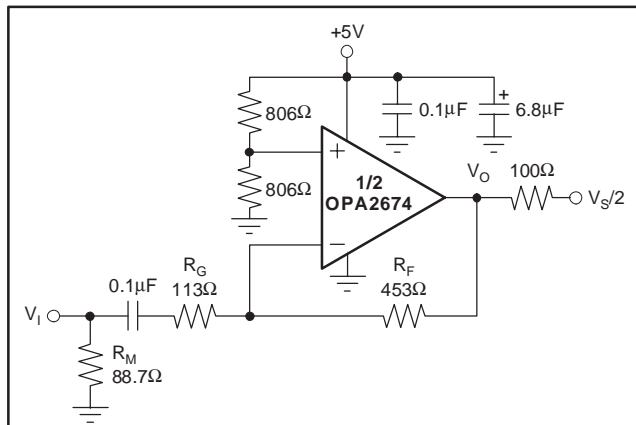 +5V
806Ω
0.1µF
+
6.8µF
+
1/2
OPA2674
806Ω
V_O
100Ω
V_S/2
−
R_G
113Ω
R_F
453Ω
0.1µF
V_I
R_M
88.7Ω